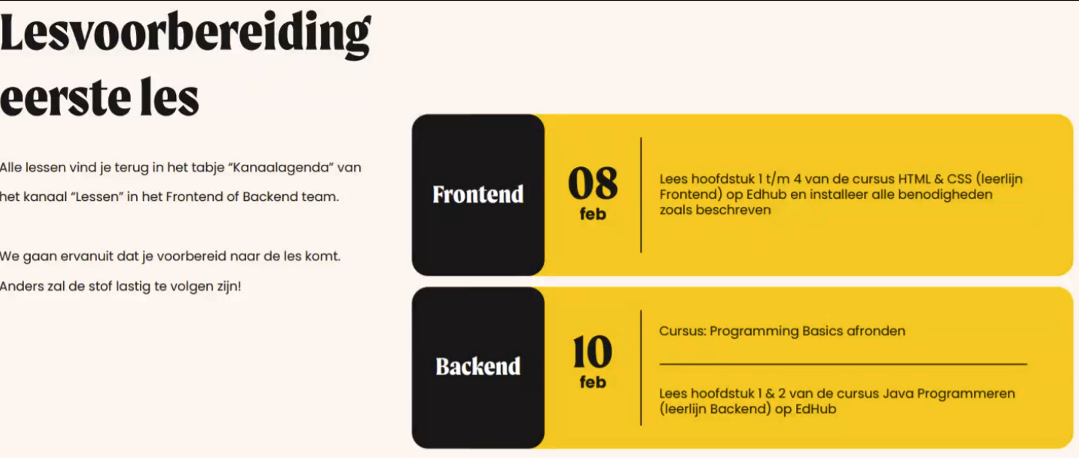 Lesvoorbereiding
eerste les
Alle lessen vind je terug in het tabje “Kanaalagenda” van
het kanaal “Lessen” in het Frontend of Backend team.
We gaan ervanuit dat je voorbereid naar de les komt.
Anders zal de stof lastig te volgen zijn!
Frontend
08
feb
Lees hoofdstuk 1 t/m 4 van de cursus HTML & CSS (leerlijn
Frontend) op Edhub en installeer alle benodigheden
zoals beschreven
Backend
10
feb
Cursus: Programming Basics afronden
Lees hoofdstuk 1 & 2 van de cursus Java Programmeren
(leerlijn Backend) op EdHub